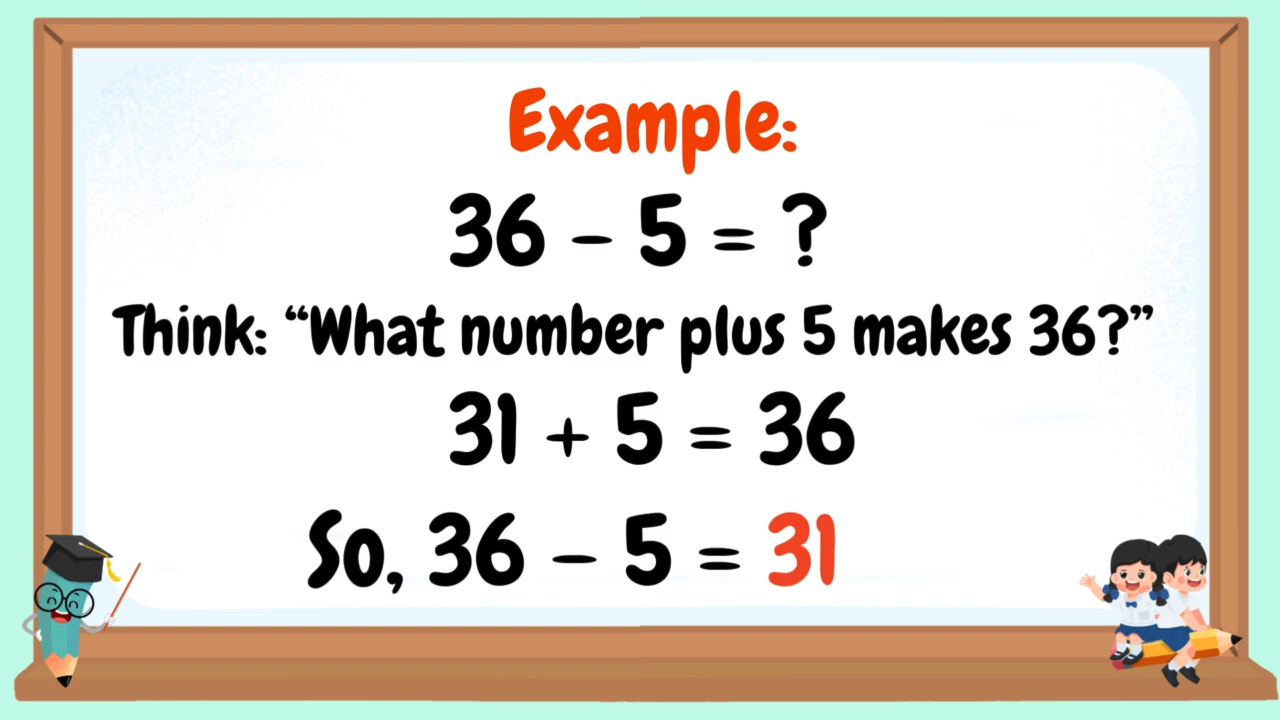 Example:
36 – 5 = ?
Think: “What number plus 5 makes 36?”
31 + 5 = 36
So, 36 – 5 = 31